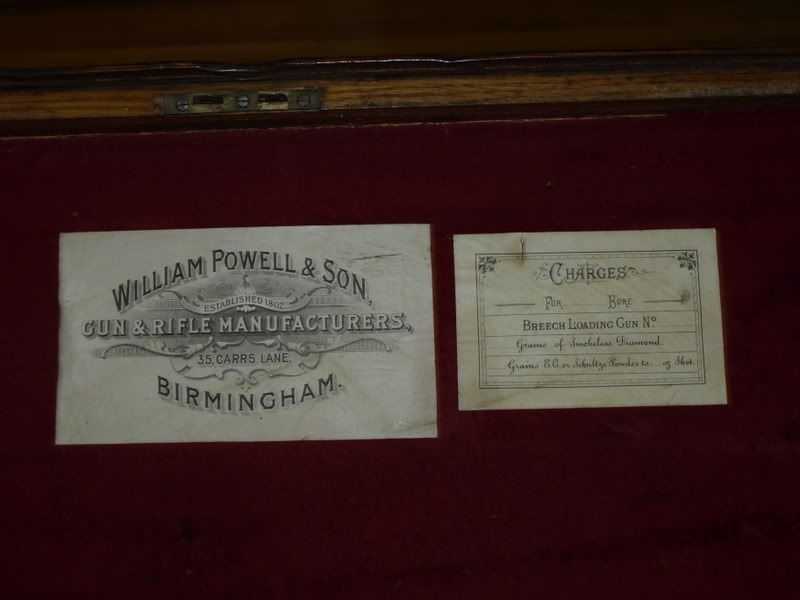 WILLIAM POWELL & SON,
ESTABLISHED 1802.
GUN & RIFLE MANUFACTURERS,
35, CARRS LANE,
BIRMINGHAM.
CHARGES
FOR BORE
BREECH LOADING GUN No
Grains of Smokeless Diamond.
Grains E.C. or Schultze Powder to ... oz Shot.